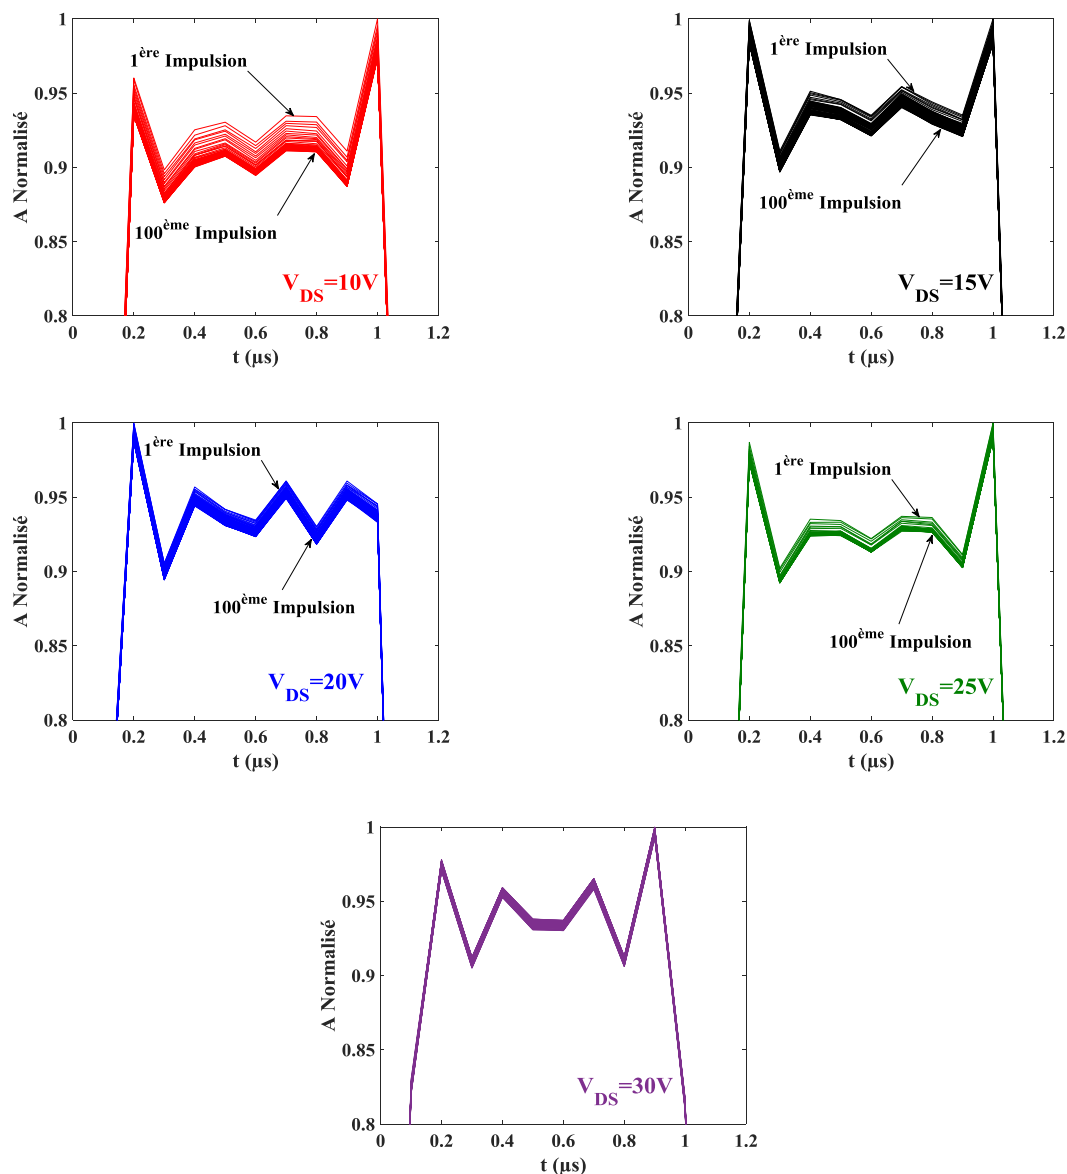 1
0.95
0.9
0.85
0.8
0 0.2 0.4 0.6 0.8 1 1.2
t (µs)
A Normalisé
1ère Impulsion
100ème Impulsion
VDS=10V
1
0.95
0.9
0.85
0.8
0 0.2 0.4 0.6 0.8 1 1.2
t (µs)
A Normalisé
1ère Impulsion
100ème Impulsion
VDS=15V
1
0.95
0.9
0.85
0.8
0 0.2 0.4 0.6 0.8 1 1.2
t (µs)
A Normalisé
1ère Impulsion
100ème Impulsion
VDS=20V
1
0.95
0.9
0.85
0.8
0 0.2 0.4 0.6 0.8 1 1.2
t (µs)
A Normalisé
1ère Impulsion
100ème Impulsion
VDS=25V
1
0.95
0.9
0.85
0.8
0 0.2 0.4 0.6 0.8 1 1.2
t (µs)
A Normalisé
VDS=30V